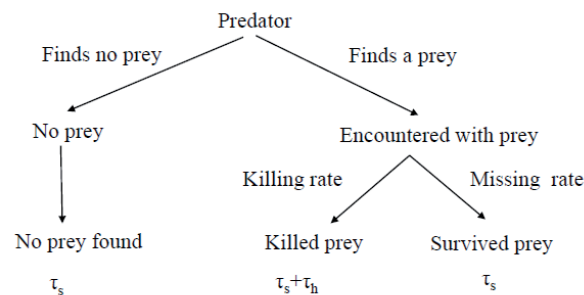 Predator
Finds no prey
Finds a prey
No prey
Encountered with prey
Killing rate
Missing rate
No prey found
Killed prey
Survived prey
τs
τs+τh
τs